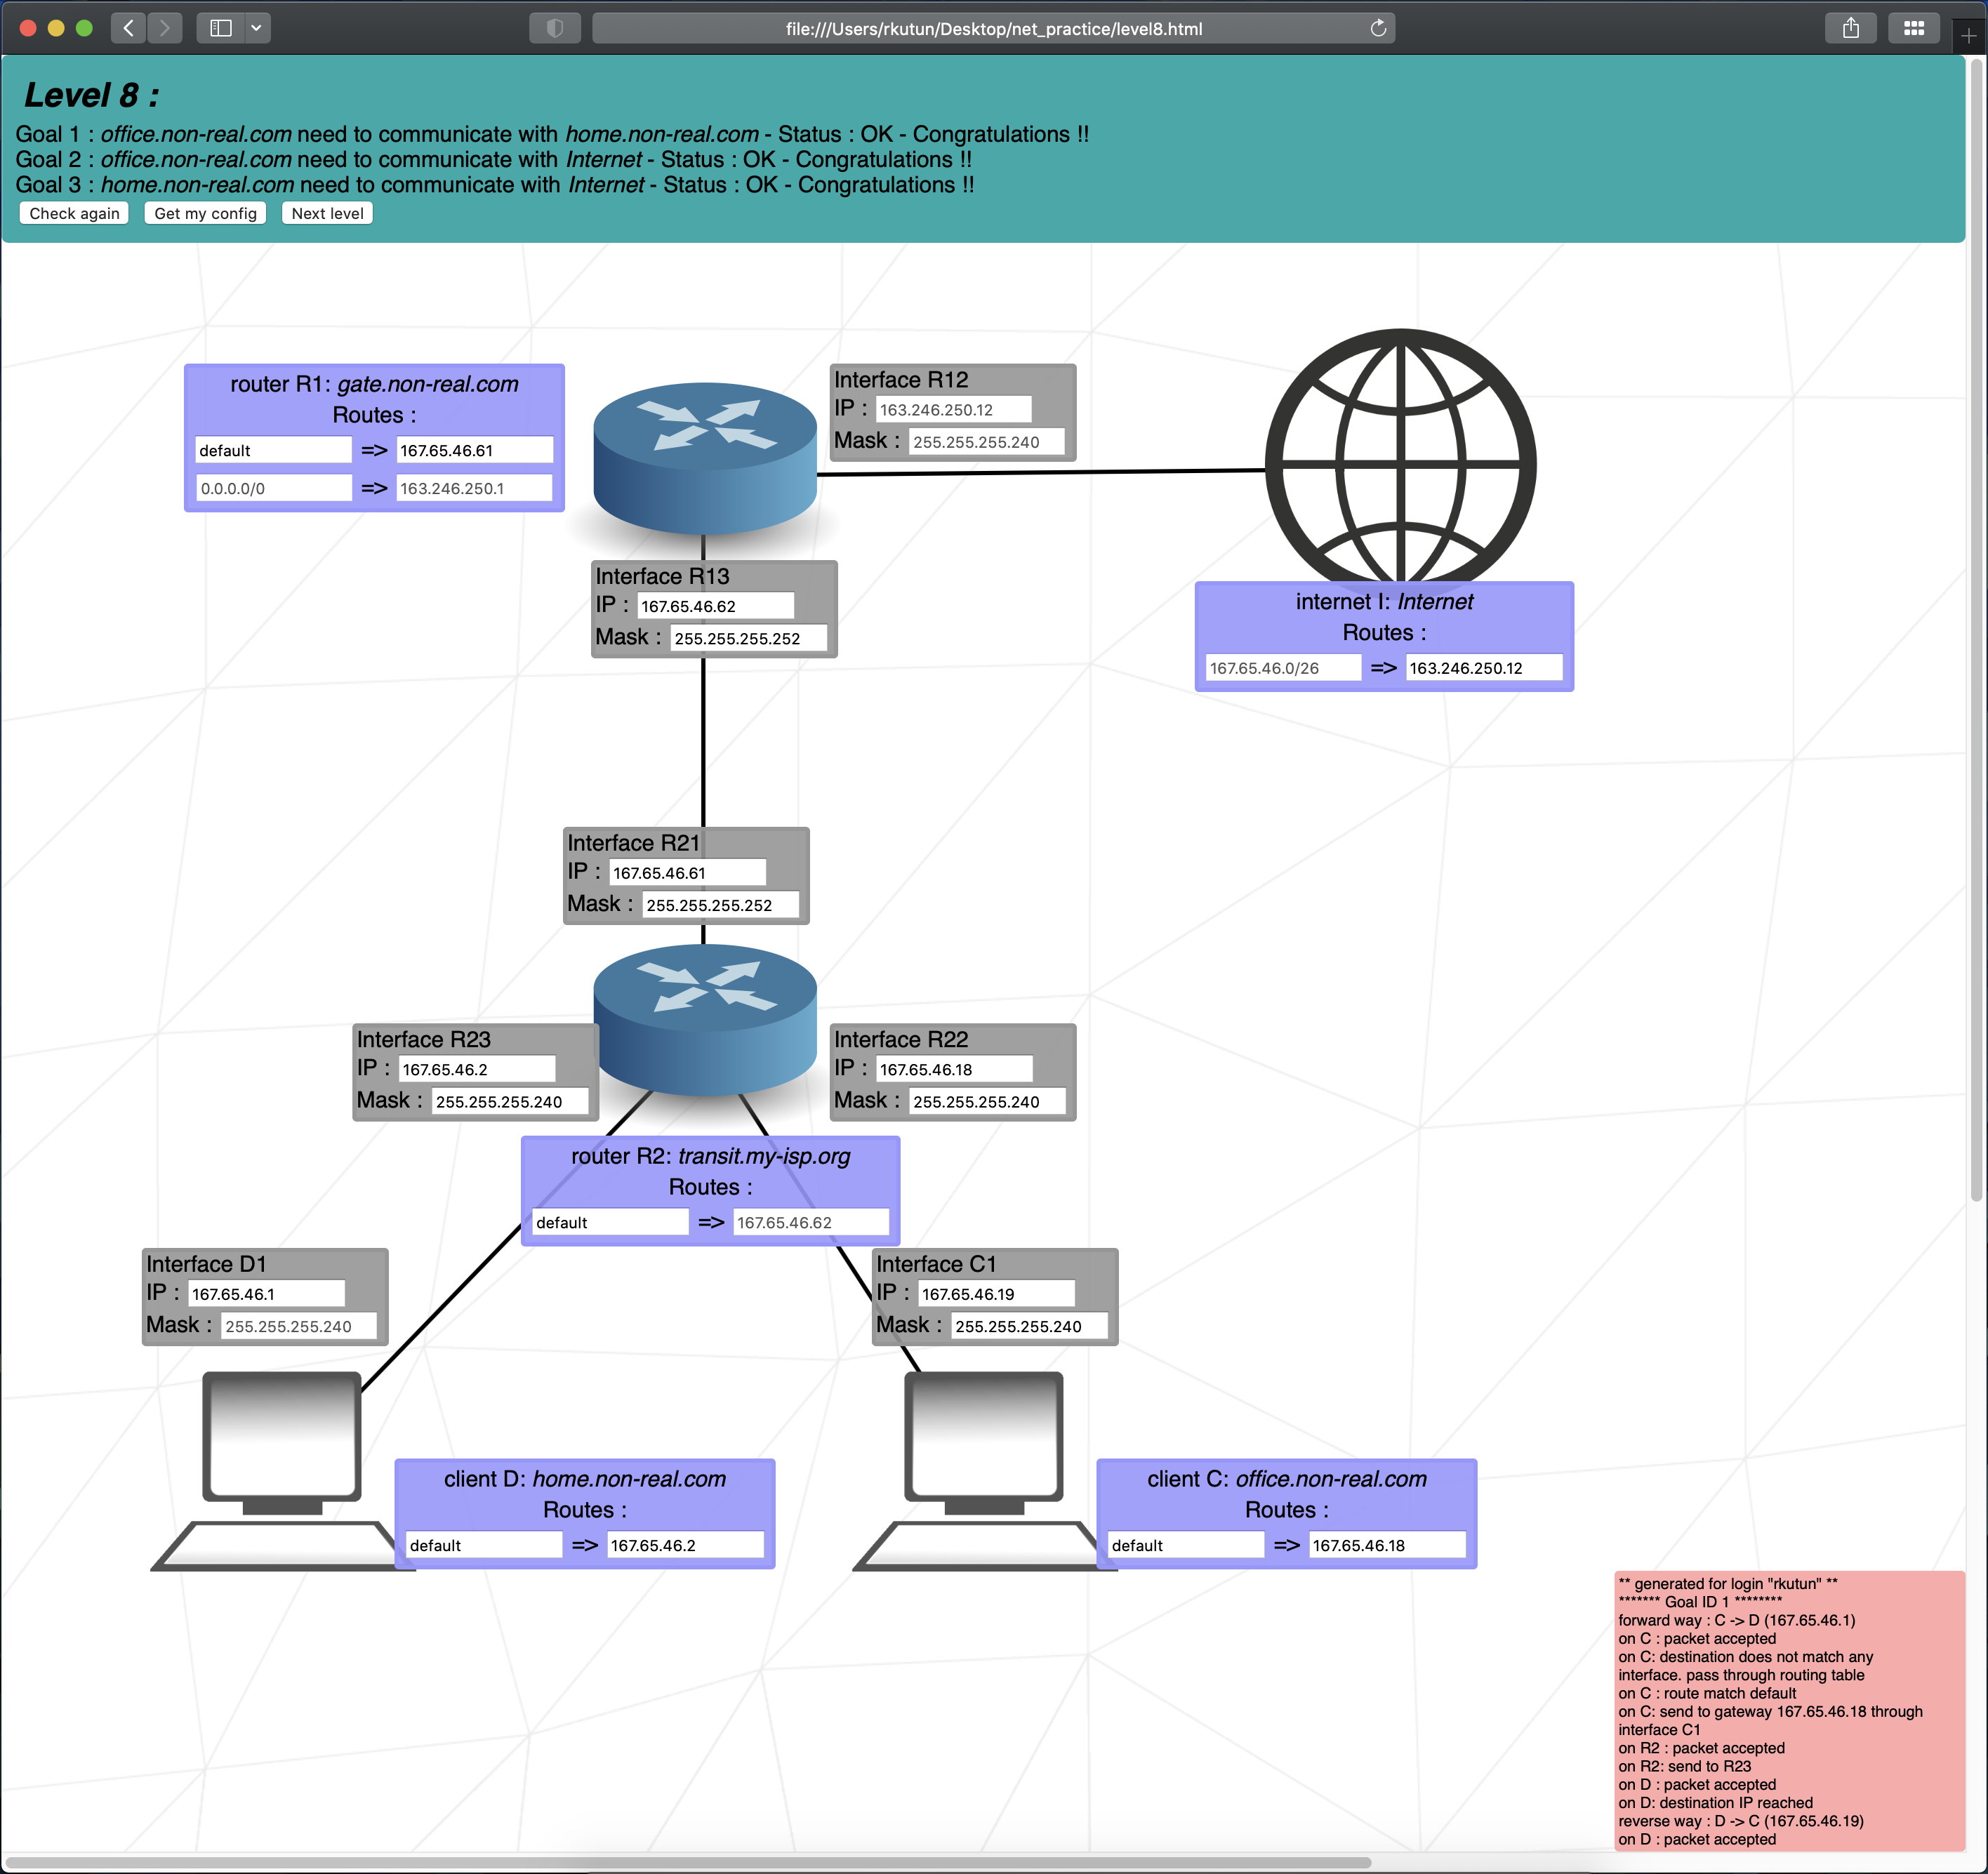 file:///Users/rkutun/Desktop/net_practice/level8.html
Level 8 :
Goal 1 : office.non-real.com need to communicate with home.non-real.com - Status : OK - Congratulations !!
Goal 2 : office.non-real.com need to communicate with Internet - Status : OK - Congratulations !!
Goal 3 : home.non-real.com need to communicate with Internet - Status : OK - Congratulations !!
Check again Get my config Next level
router R1: gate.non-real.com
Routes :
default => 167.65.46.61
0.0.0.0/0 => 163.246.250.1
Interface R12
IP : 163.246.250.12
Mask : 255.255.255.240
Interface R13
IP : 167.65.46.62
Mask : 255.255.255.252
internet I: Internet
Routes :
167.65.46.0/26 => 163.246.250.12
Interface R21
IP : 167.65.46.61
Mask : 255.255.255.252
Interface R23
IP : 167.65.46.2
Mask : 255.255.255.240
Interface R22
IP : 167.65.46.18
Mask : 255.255.255.240
router R2: transit.my-isp.org
Routes :
default => 167.65.46.62
Interface D1
IP : 167.65.46.1
Mask : 255.255.255.240
Interface C1
IP : 167.65.46.19
Mask : 255.255.255.240
client D: home.non-real.com
Routes :
default => 167.65.46.2
client C: office.non-real.com
Routes :
default => 167.65.46.18
** generated for login "rkutun" **
******* Goal ID 1 ********
forward way : C -> D (167.65.46.1)
on C : packet accepted
on C: destination does not match any
interface. pass through routing table
on C : route match default
on C: send to gateway 167.65.46.18 through
interface C1
on R2 : packet accepted
on R2: send to R23
on D : packet accepted
on D: destination IP reached
reverse way : D -> C (167.65.46.19)
on D : packet accepted